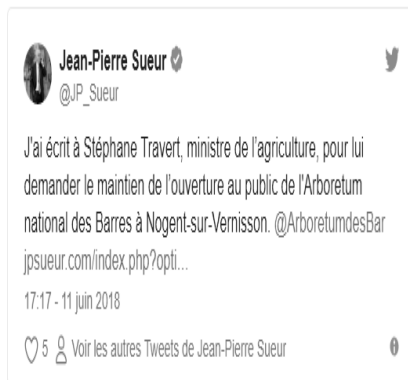 Jean-Pierre Sueur
@JP_Sueur
J'ai écrit à Stéphane Travert, ministre de l'agriculture, pour lui
demander le maintien de l'ouverture au public de l'Arboretum
national des Barres à Nogent-sur-Vernisson. @ArboretumdesBar
jpsueur.com/index.php?opti...
17:17 - 11 juin 2018
5 Voir les autres Tweets de Jean-Pierre Sueur